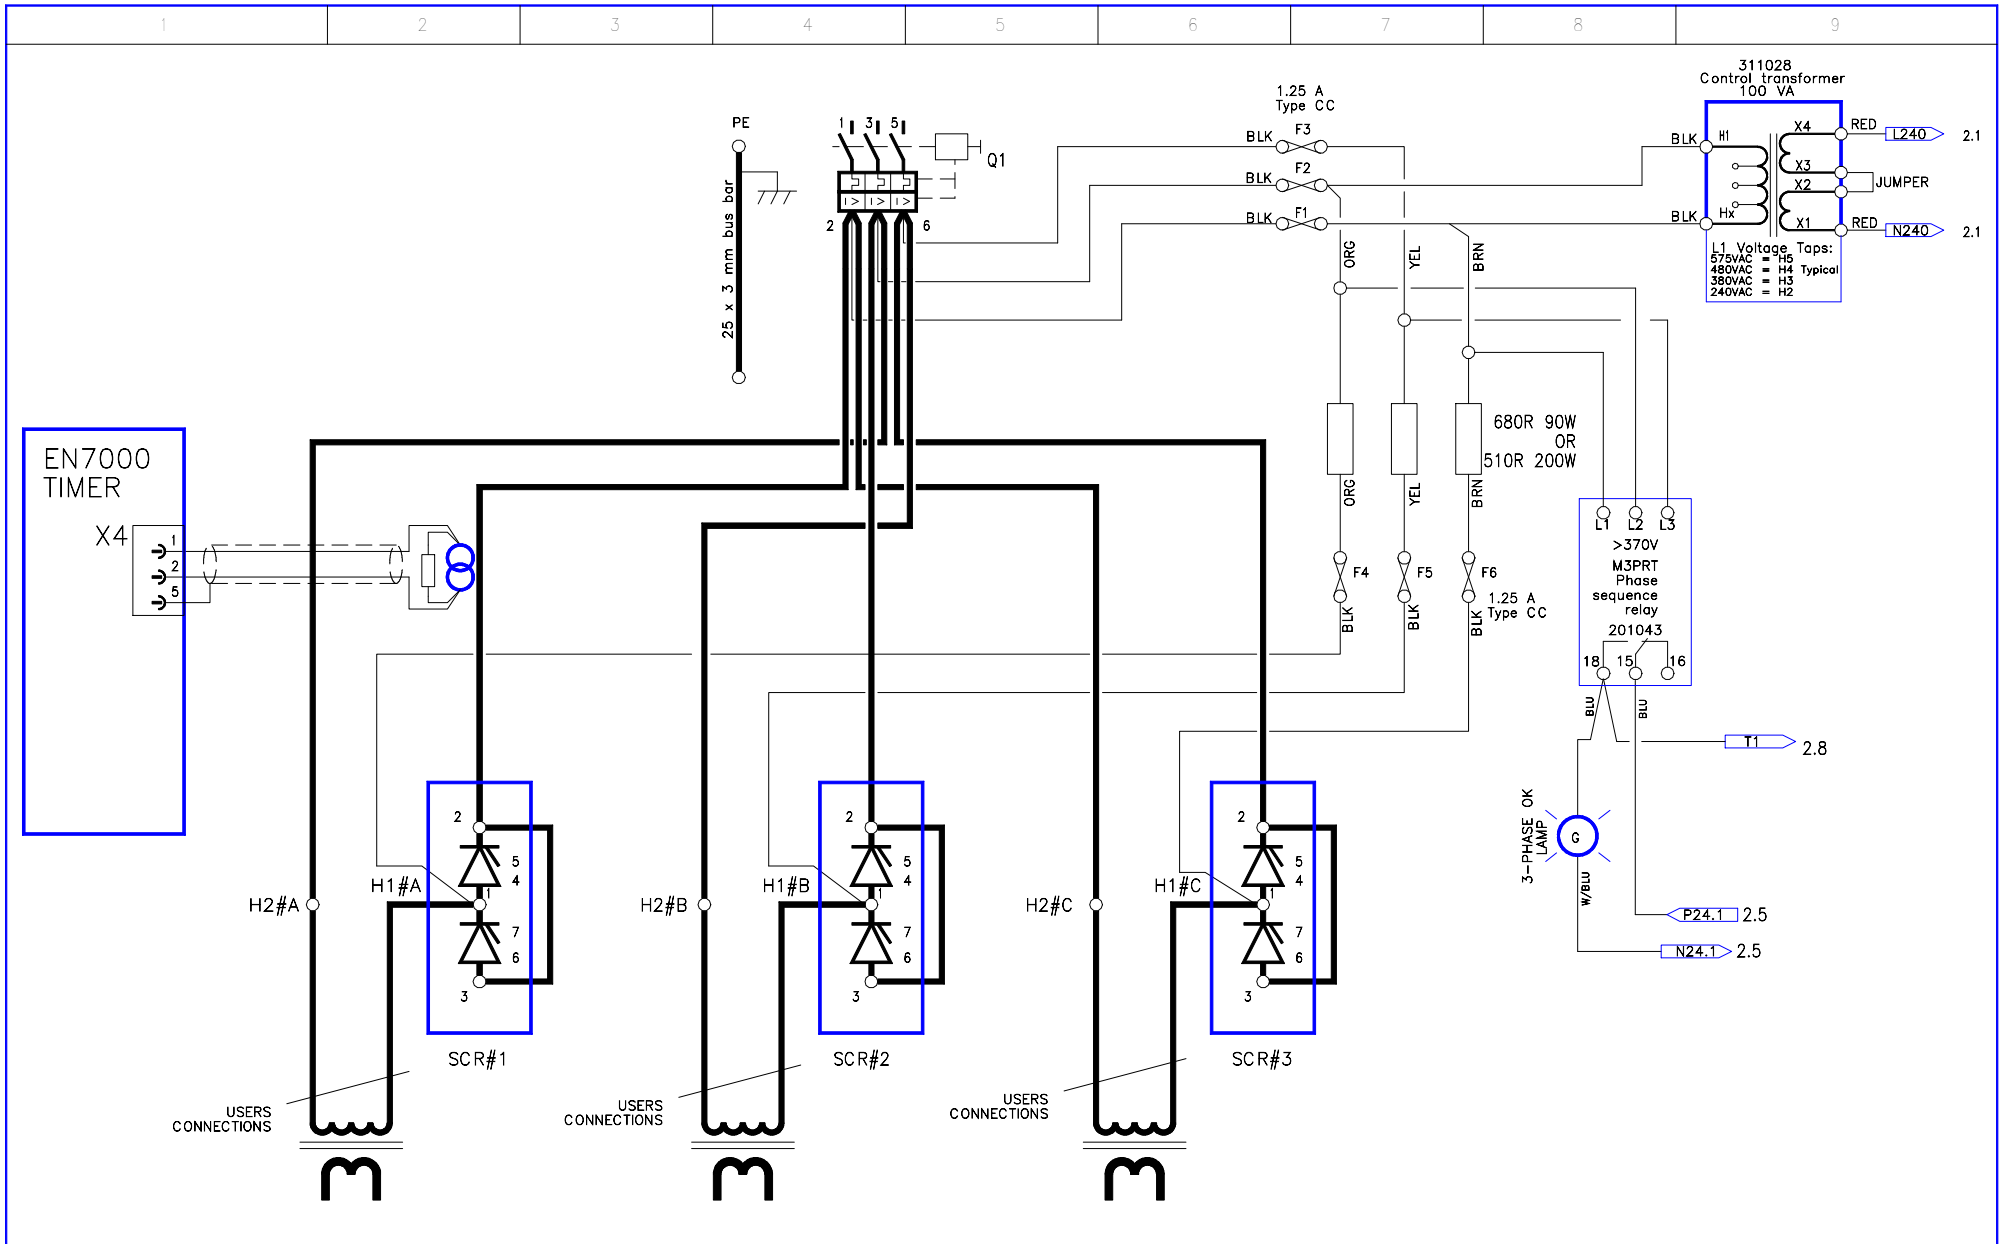 1 2 3 4 5 6 7 8 9
311028
Control transformer
100 VA
1.25 A
Type CC
PE
1 3 5
Q1
2 6
25 x 3 mm bus bar
BLK F3
BLK F2
BLK F1
BLK H1
BLK Hx
X4 RED L240 2.1
X3
JUMPER
X2
X1 RED N240 2.1
L1 Voltage Taps:
575VAC = H5
480VAC = H4 Typical
380VAC = H3
240VAC = H2
ORG YEL BRN
680R 90W
OR
510R 200W
ORG YEL BRN
EN7000
TIMER
X4
1
2
5
F4 F5 F6
1.25 A
Type CC
BLK BLK BLK
L1 L2 L3
>370V
M3PRT
Phase
sequence
relay
201043
18 15 16
BLU BLU
T1 2.8
3-PHASE OK
LAMP
G
W/BLU
P24.1 2.5
N24.1 2.5
2 2 2
5 5 5
4 4 4
H1#A 1 H1#B 1 H1#C 1
H2#A H2#B H2#C
7 7 7
6 6 6
3 3 3
SCR#1 SCR#2 SCR#3
USERS
CONNECTIONS
USERS
CONNECTIONS
USERS
CONNECTIONS